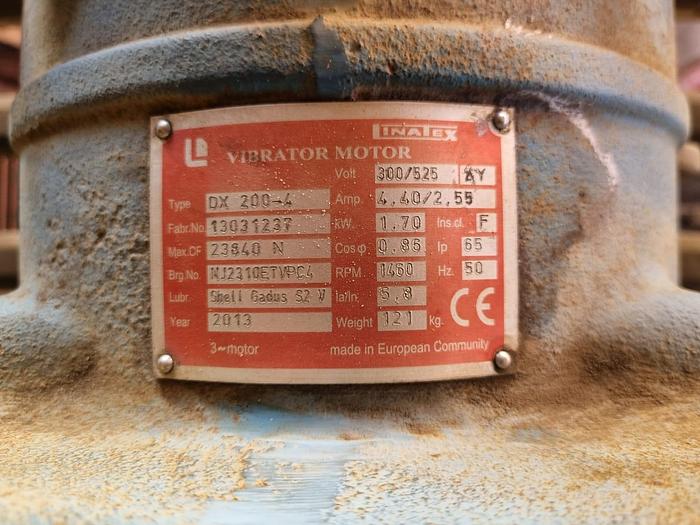 LINATEX
VIBRATOR MOTOR
Volt 300/525 ΔY
Type DX 200-4 Amp. 4.40/2.55
Fabr.No. 13031237 kW. 1.70 Ins.cl. F
Max.CF 23840 N Cos φ 0.86 Ip 65
Brg.No. NJ2310ETVPC4 RPM 1460 Hz. 50
Lubr. Shell Gadus S2 V Ia/In 5,8
Year 2013 Weight 121 kg. CE
3~motor made in European Community